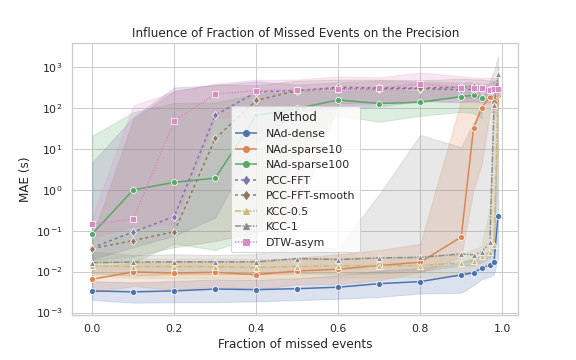 Influence of Fraction of Missed Events on the Precision
MAE (s)
10³
10²
10¹
10⁰
10⁻¹
10⁻²
10⁻³
Method
NAd-dense
NAd-sparse10
NAd-sparse100
PCC-FFT
PCC-FFT-smooth
KCC-0.5
KCC-1
DTW-asym
0.0 0.2 0.4 0.6 0.8 1.0
Fraction of missed events